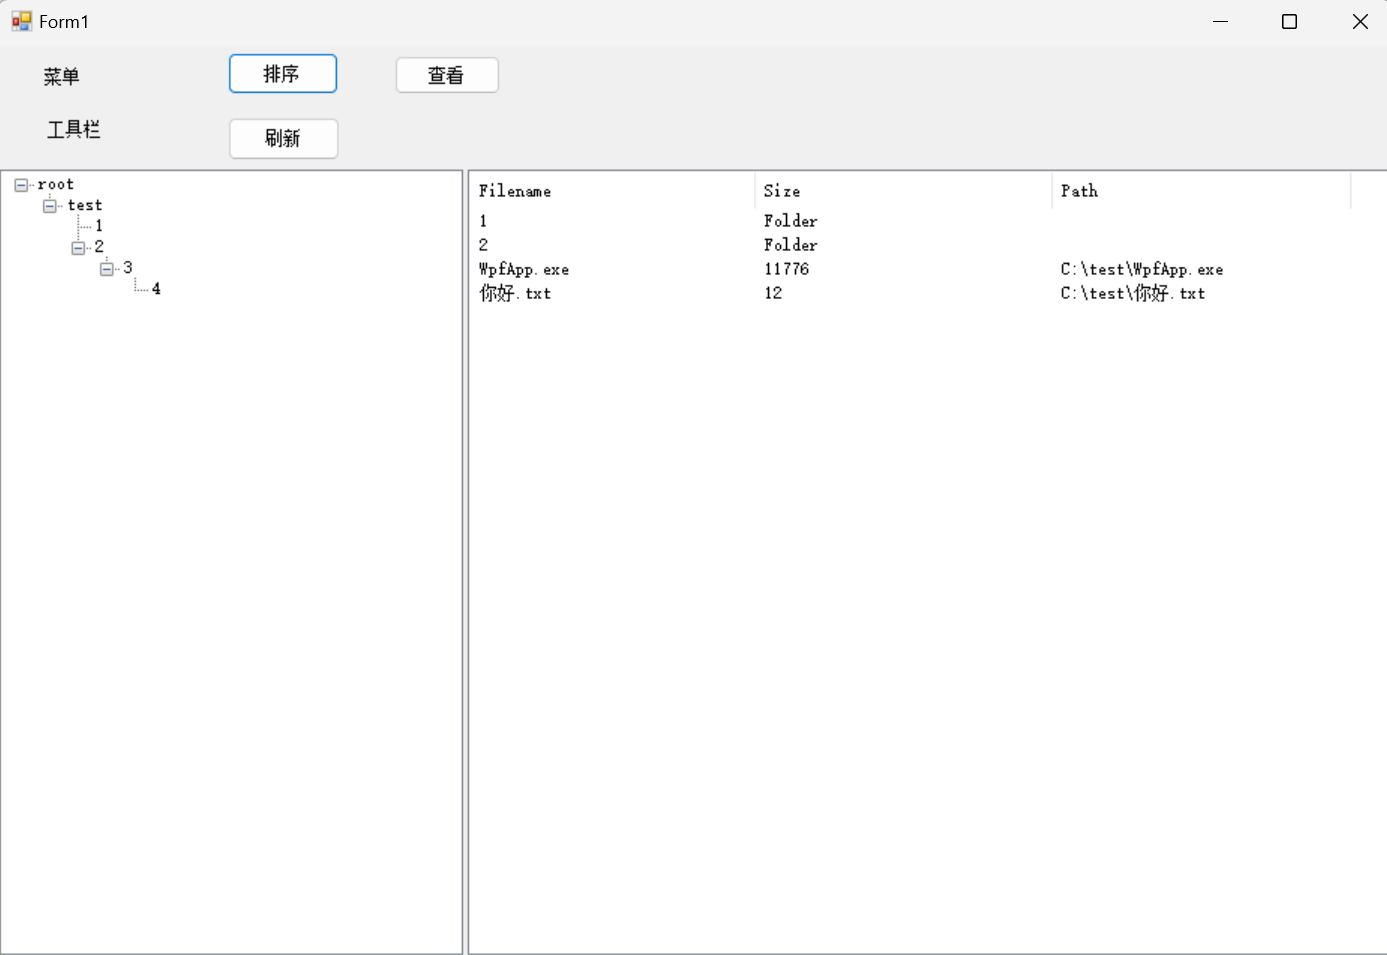 Form1
菜单 排序 查看
工具栏 刷新
root
test
1
2
3
4
Filename Size Path
1 Folder
2 Folder
WpfApp.exe 11776 C:\test\WpfApp.exe
你好.txt 12 C:\test\你好.txt